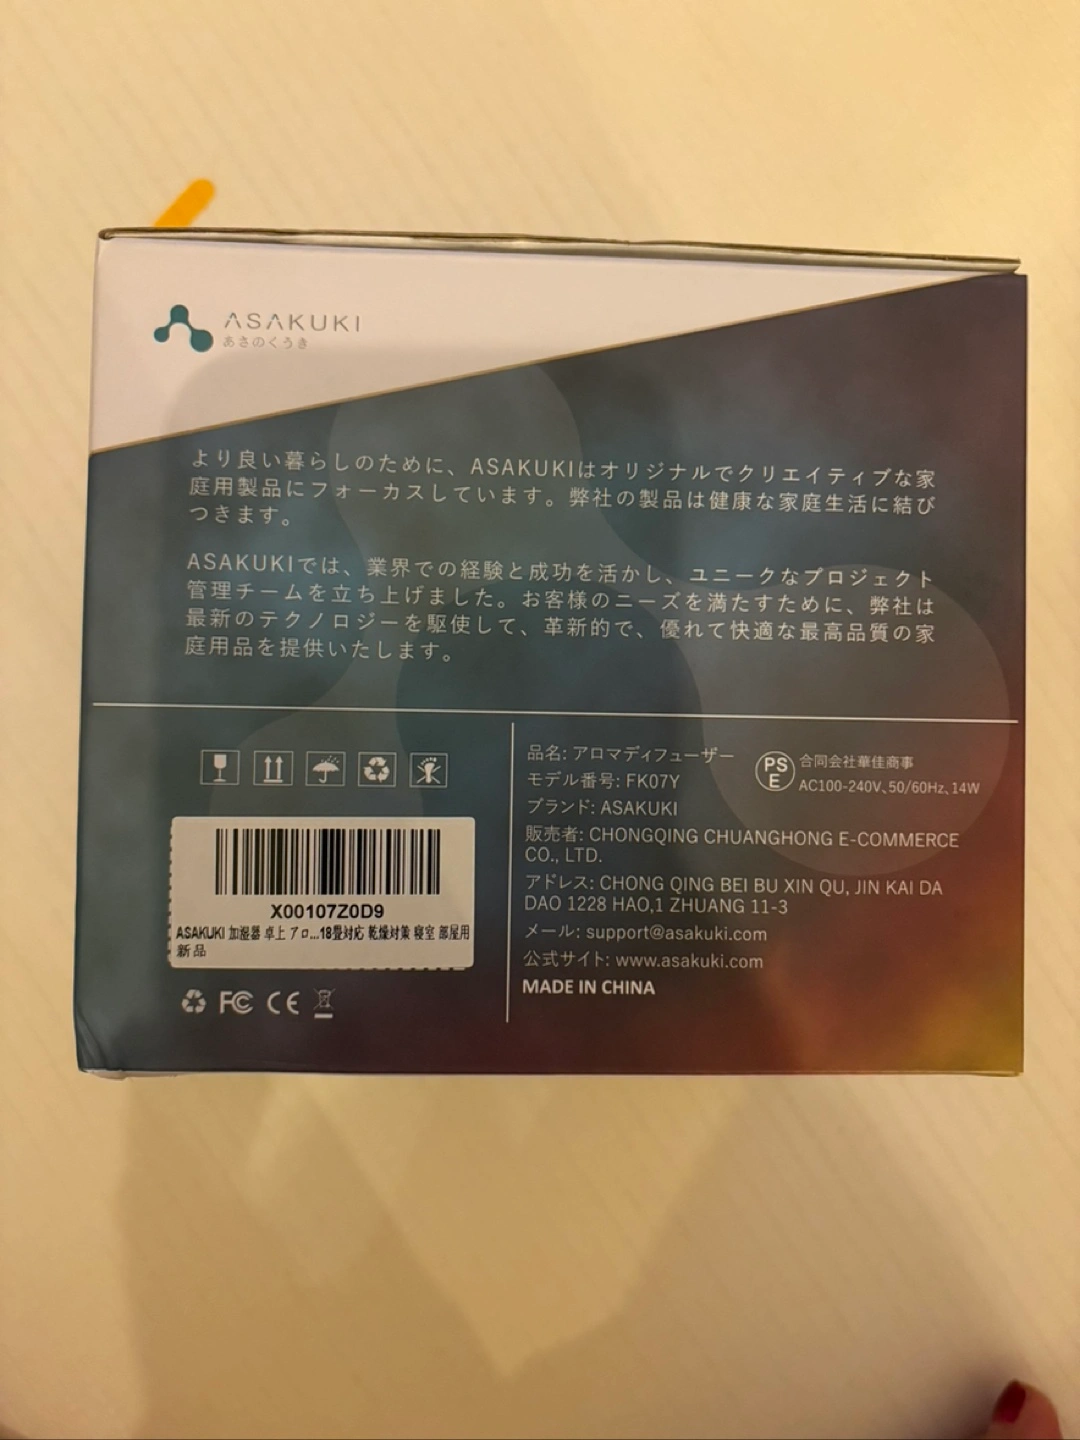 ASAKUKI
あさのくうき
より良い暮らしのために、ASAKUKIはオリジナルでクリエイティブな家
庭用製品にフォーカスしています。弊社の製品は健康な家庭生活に結び
つきます。
ASAKUKIでは、業界での経験と成功を活かし、ユニークなプロジェクト
管理チームを立ち上げました。お客様のニーズを満たすために、弊社は
最新のテクノロジーを駆使して、革新的で、優れて快適な最高品質の家
庭用品を提供いたします。
X00107Z0D9
ASAKUKI 加湿器 卓上 アロ...18畳対応 乾燥対策 寝室 部屋用
新品
FC CE
品名: アロマディフューザー
モデル番号: FK07Y
ブランド: ASAKUKI
販売者: CHONGQING CHUANGHONG E-COMMERCE
CO., LTD.
アドレス: CHONG QING BEI BU XIN QU, JIN KAI DA
DAO 1228 HAO,1 ZHUANG 11-3
メール: support@asakuki.com
公式サイト: www.asakuki.com
MADE IN CHINA
PS
E
合同会社華佳商事
AC100-240V、50/60Hz、14W